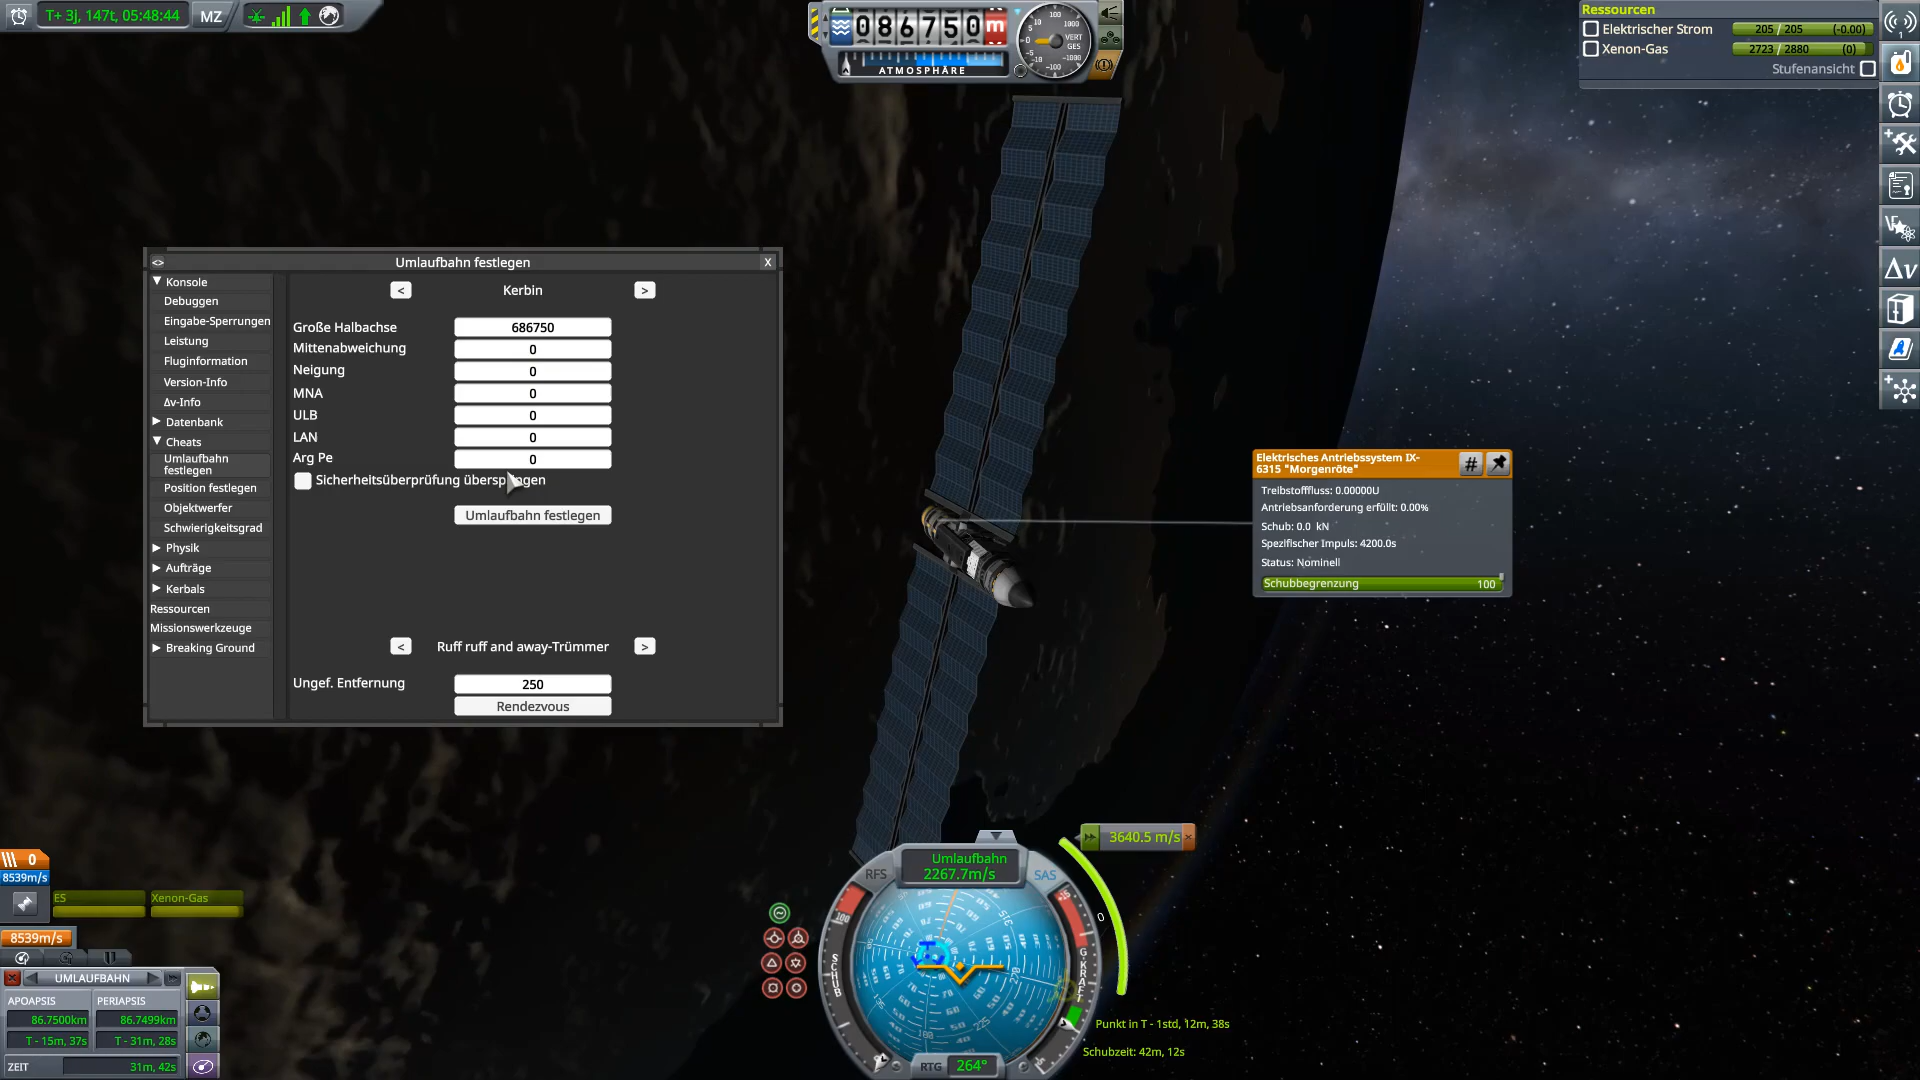 T+ 3j, 147t, 05:48:44
MZ
086750m
VERT
GES
ATMOSPHÄRE
Ressourcen
Elektrischer Strom 205 / 205 (-0.00)
Xenon-Gas 2723 / 2880 (0)
Stufenansicht
<> Umlaufbahn festlegen X
Konsole
Debuggen
Eingabe-Sperrungen
Leistung
Fluginformation
Version-Info
Δv-Info
Datenbank
Cheats
Umlaufbahn
festlegen
Position festlegen
Objektwerfer
Schwierigkeitsgrad
Physik
Aufträge
Kerbals
Ressourcen
Missionswerkzeuge
Breaking Ground
< Kerbin >
Große Halbachse 686750
Mittenabweichung 0
Neigung 0
MNA 0
ULB 0
LAN 0
Arg Pe 0
Sicherheitsüberprüfung
Umlaufbahn festlegen
< Ruff ruff and away-Trümmer >
Ungef. Entfernung 250
Rendezvous
Elektrisches Antriebssystem IX-
6315 "Morgenröte" #
Treibstofffluss: 0.00000U
Antriebsanforderung erfüllt: 0.00%
Schub: 0.0 kN
Spezifischer Impuls: 4200.0s
Status: Nominell
Schubbegrenzung 100
Δv
0
8539m/s
ES
Xenon-Gas
8539m/s
UMLAUFBAHN
APOAPSIS PERIAPSIS
86.7500km 86.7499km
T - 15m, 37s T - 31m, 28s
ZEIT 31m, 42s
3640.5 m/s
Umlaufbahn
2267.7m/s
RFS
SAS
SCHUB
G-KRAFT
0
RTG 264°
Punkt in T - 1std, 12m, 38s
Schubzeit: 42m, 12s